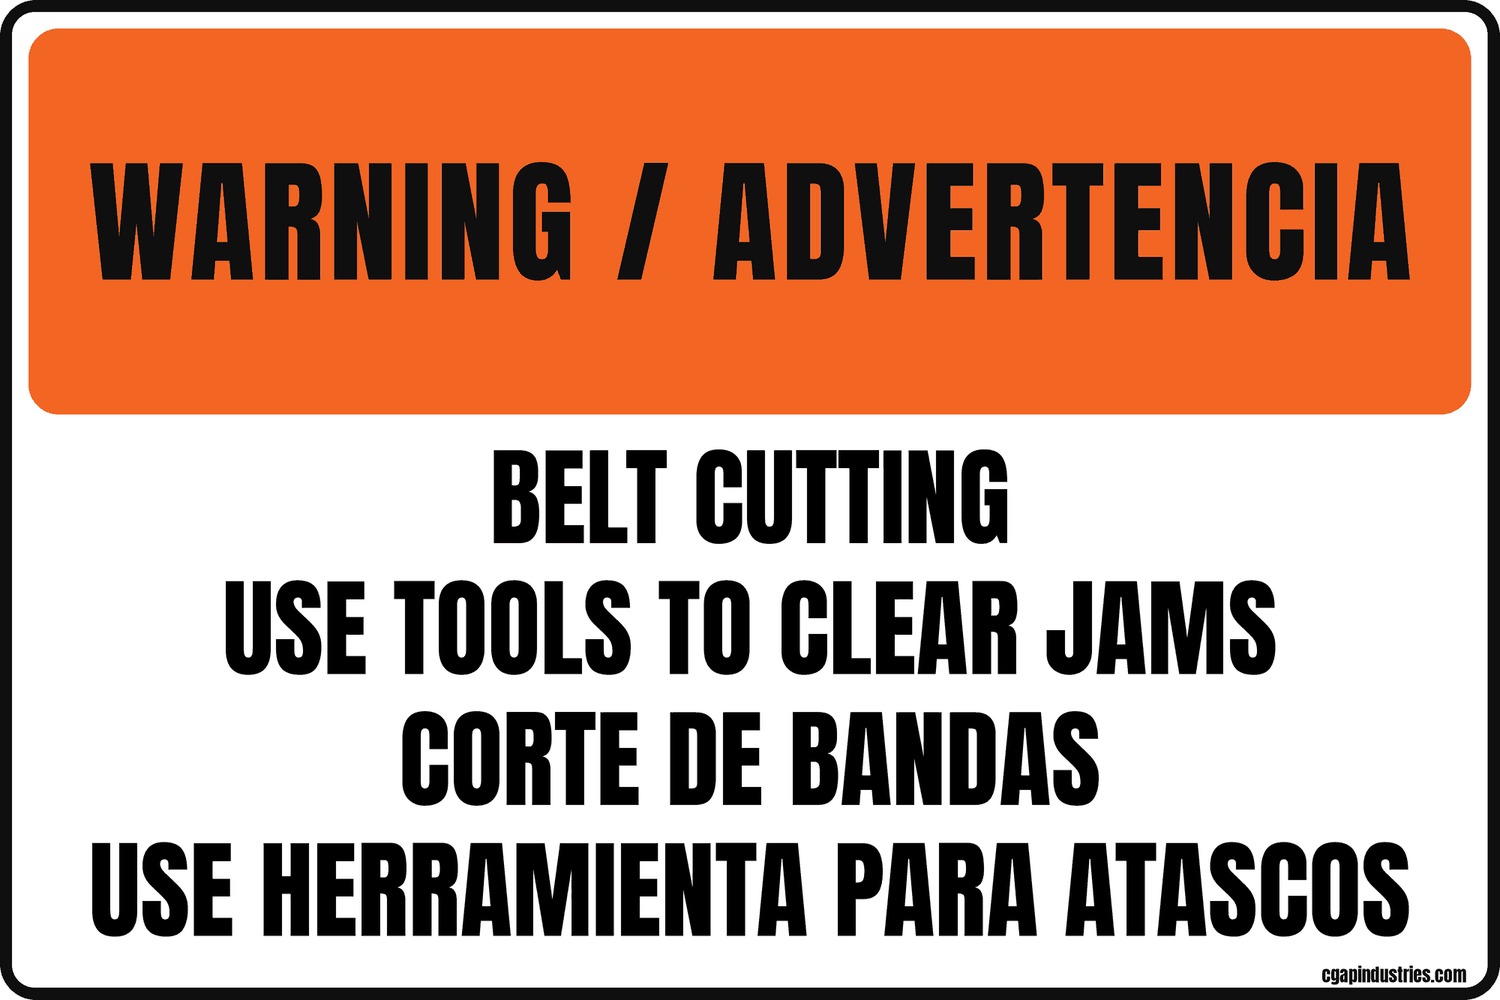 WARNING / ADVERTENCIA
BELT CUTTING
USE TOOLS TO CLEAR JAMS
CORTE DE BANDAS
USE HERRAMIENTA PARA ATASCOS
cgapindustries.com